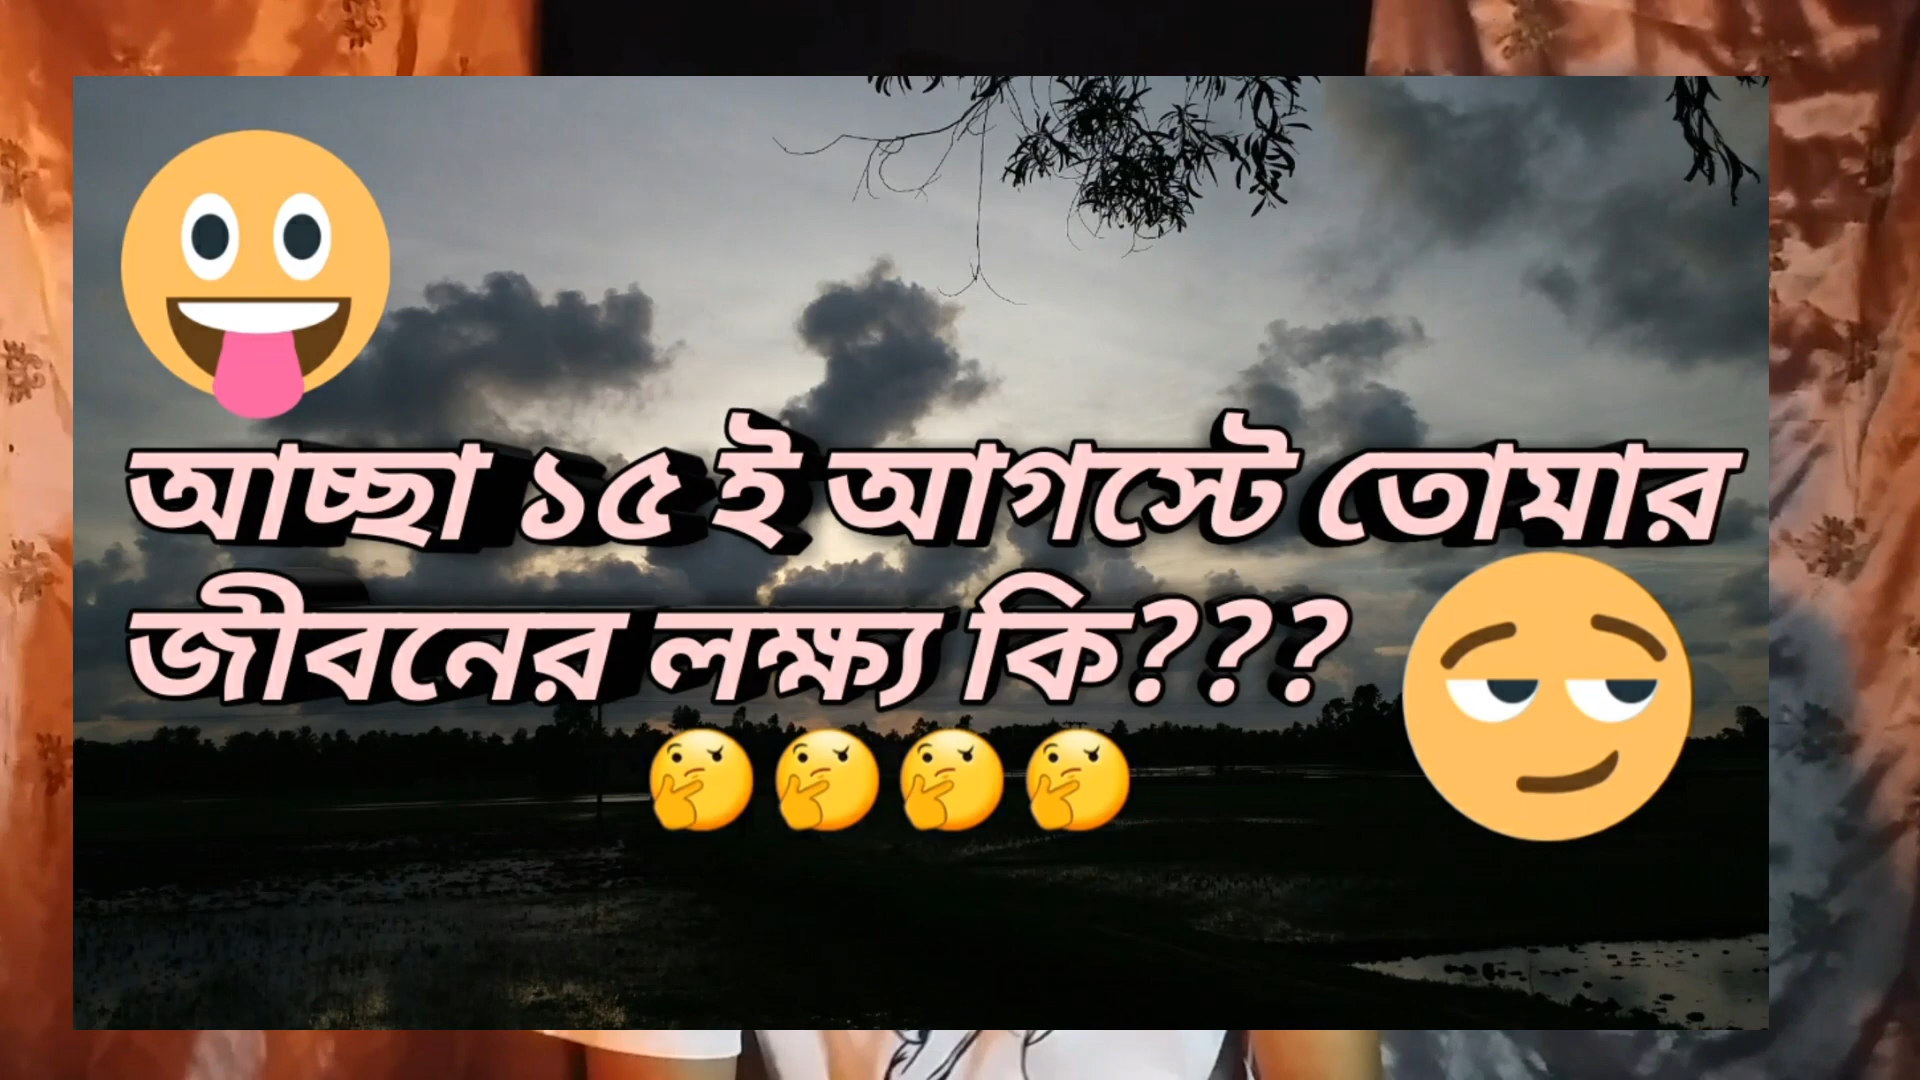 আচ্ছা ১৫ ই আগস্টে তোমার
জীবনের লক্ষ্য কি???